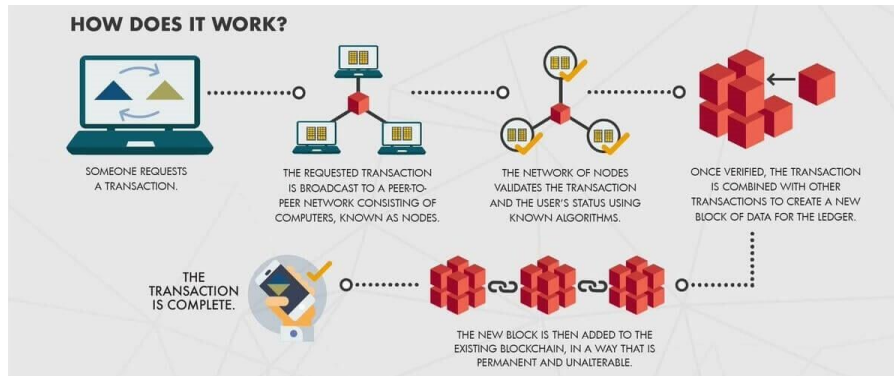 HOW DOES IT WORK?
SOMEONE REQUESTS
A TRANSACTION.
THE REQUESTED TRANSACTION
IS BROADCAST TO A PEER-TO-
PEER NETWORK CONSISTING OF
COMPUTERS, KNOWN AS NODES.
THE NETWORK OF NODES
VALIDATES THE TRANSACTION
AND THE USER'S STATUS USING
KNOWN ALGORITHMS.
ONCE VERIFIED, THE TRANSACTION
IS COMBINED WITH OTHER
TRANSACTIONS TO CREATE A NEW
BLOCK OF DATA FOR THE LEDGER.
THE NEW BLOCK IS THEN ADDED TO THE
EXISTING BLOCKCHAIN, IN A WAY THAT IS
PERMANENT AND UNALTERABLE.
THE
TRANSACTION
IS COMPLETE.